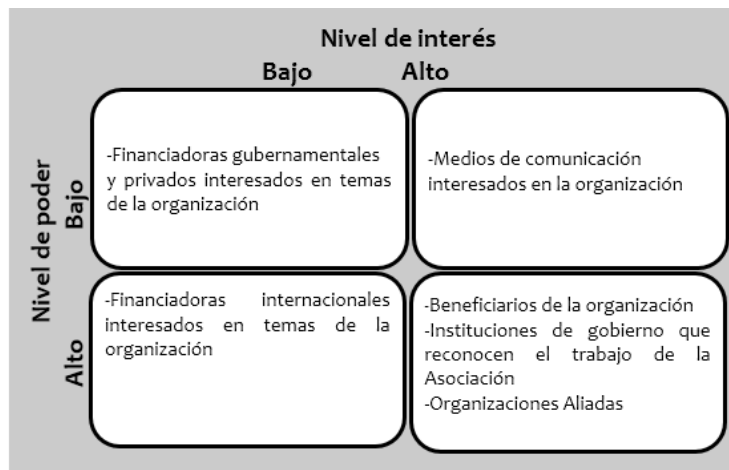 Nivel de interés
Bajo
Alto
Nivel de poder
Bajo
-Financiadoras gubernamentales
y privados interesados en temas
de la organización
-Medios de comunicación
interesados en la organización
Alto
-Financiadoras internacionales
interesados en temas de la
organización
-Beneficiarios de la organización
-Instituciones de gobierno que
reconocen el trabajo de la
Asociación
-Organizaciones Aliadas